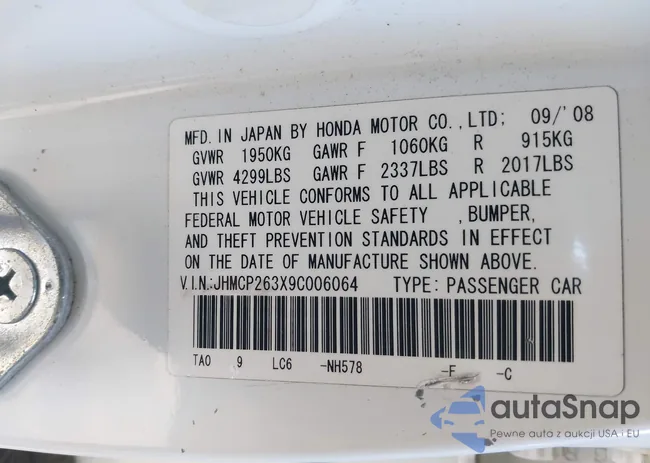 MFD. IN JAPAN BY HONDA MOTOR CO., LTD: 09/'08
GVWR 1950KG GAWR F 1060KG R 915KG
GVWR 4299LBS GAWR F 2337LBS R 2017LBS
THIS VEHICLE CONFORMS TO ALL APPLICABLE
FEDERAL MOTOR VEHICLE SAFETY , BUMPER,
AND THEFT PREVENTION STANDARDS IN EFFECT
ON THE DATE OF MANUFACTURE SHOWN ABOVE.
V.I.N:JHMCP263X9C006064 TYPE: PASSENGER CAR
TA0 9 LC6 -NH578 -F -C
autaSnap
Pewne auta z aukcji USA i EU